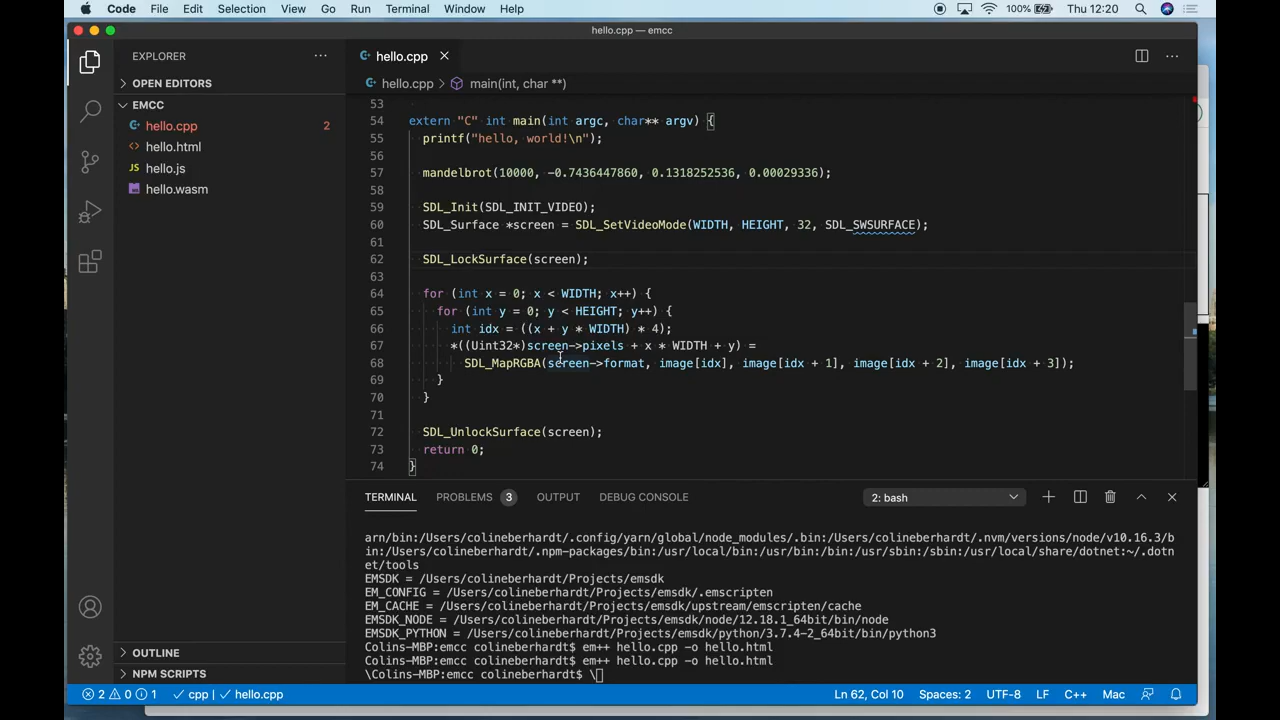 Code File Edit Selection View Go Run Terminal Window Help 100% Thu 12:20
hello.cpp — emcc
EXPLORER
hello.cpp
OPEN EDITORS
hello.cpp > main(int, char **)
EMCC
hello.cpp 2
hello.html
JS hello.js
hello.wasm
53
54 extern "C" int main(int argc, char** argv) {
55 printf("hello, world!\n");
56
57 mandelbrot(10000, -0.7436447860, 0.1318252536, 0.00029336);
58
59 SDL_Init(SDL_INIT_VIDEO);
60 SDL_Surface *screen = SDL_SetVideoMode(WIDTH, HEIGHT, 32, SDL_SWSURFACE);
61
62 SDL_LockSurface(screen);
63
64 for (int x = 0; x < WIDTH; x++) {
65 for (int y = 0; y < HEIGHT; y++) {
66 int idx = ((x + y * WIDTH) * 4);
67 *((Uint32*)screen->pixels + x * WIDTH + y) =
68 SDL_MapRGBA(screen->format, image[idx], image[idx + 1], image[idx + 2], image[idx + 3]);
69 }
70 }
71
72 SDL_UnlockSurface(screen);
73 return 0;
74 }
TERMINAL PROBLEMS 3 OUTPUT DEBUG CONSOLE 2: bash
arn/bin:/Users/colineberhardt/.config/yarn/global/node_modules/.bin:/Users/colineberhardt/.nvm/versions/node/v10.16.3/b
in:/Users/colineberhardt/.npm-packages/bin:/usr/local/bin:/usr/bin:/bin:/usr/sbin:/sbin:/usr/local/share/dotnet:~/.dotn
et/tools
EMSDK = /Users/colineberhardt/Projects/emsdk
EM_CONFIG = /Users/colineberhardt/Projects/emsdk/.emscripten
EM_CACHE = /Users/colineberhardt/Projects/emsdk/upstream/emscripten/cache
EMSDK_NODE = /Users/colineberhardt/Projects/emsdk/node/12.18.1_64bit/bin/node
EMSDK_PYTHON = /Users/colineberhardt/Projects/emsdk/python/3.7.4-2_64bit/bin/python3
Colins-MBP:emcc colineberhardt$ em++ hello.cpp -o hello.html
Colins-MBP:emcc colineberhardt$ em++ hello.cpp -o hello.html
\Colins-MBP:emcc colineberhardt$ \
OUTLINE
NPM SCRIPTS
2 0 1 cpp | hello.cpp Ln 62, Col 10 Spaces: 2 UTF-8 LF C++ Mac